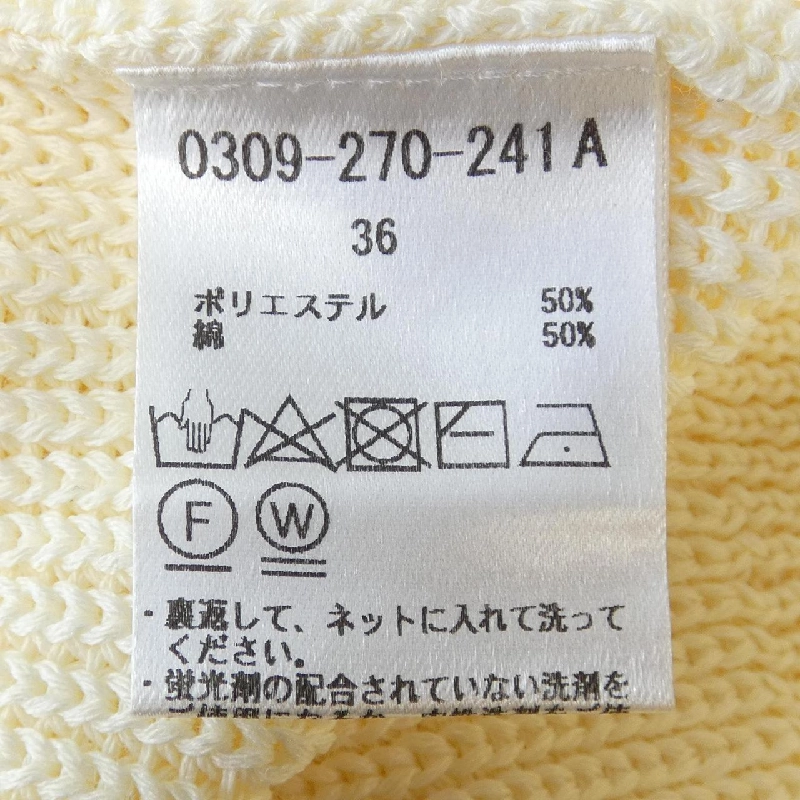 0309-270-241 A
36
ポリエステル 50%
綿 50%
F W
・裏返して、ネットに入れて洗って
ください。
・蛍光剤の配合されていない洗剤を